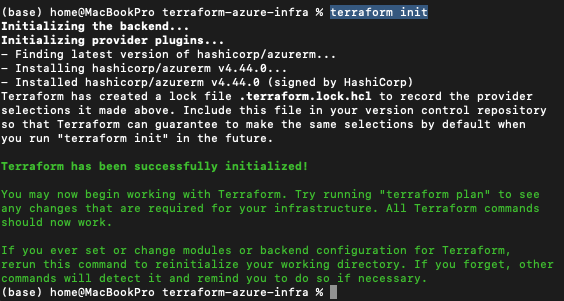 (base) home@MacBookPro terraform-azure-infra % terraform init
Initializing the backend...
Initializing provider plugins...
- Finding latest version of hashicorp/azurerm...
- Installing hashicorp/azurerm v4.44.0...
- Installed hashicorp/azurerm v4.44.0 (signed by HashiCorp)
Terraform has created a lock file .terraform.lock.hcl to record the provider
selections it made above. Include this file in your version control repository
so that Terraform can guarantee to make the same selections by default when
you run "terraform init" in the future.
Terraform has been successfully initialized!
You may now begin working with Terraform. Try running "terraform plan" to see
any changes that are required for your infrastructure. All Terraform commands
should now work.
If you ever set or change modules or backend configuration for Terraform,
rerun this command to reinitialize your working directory. If you forget, other
commands will detect it and remind you to do so if necessary.
(base) home@MacBookPro terraform-azure-infra %